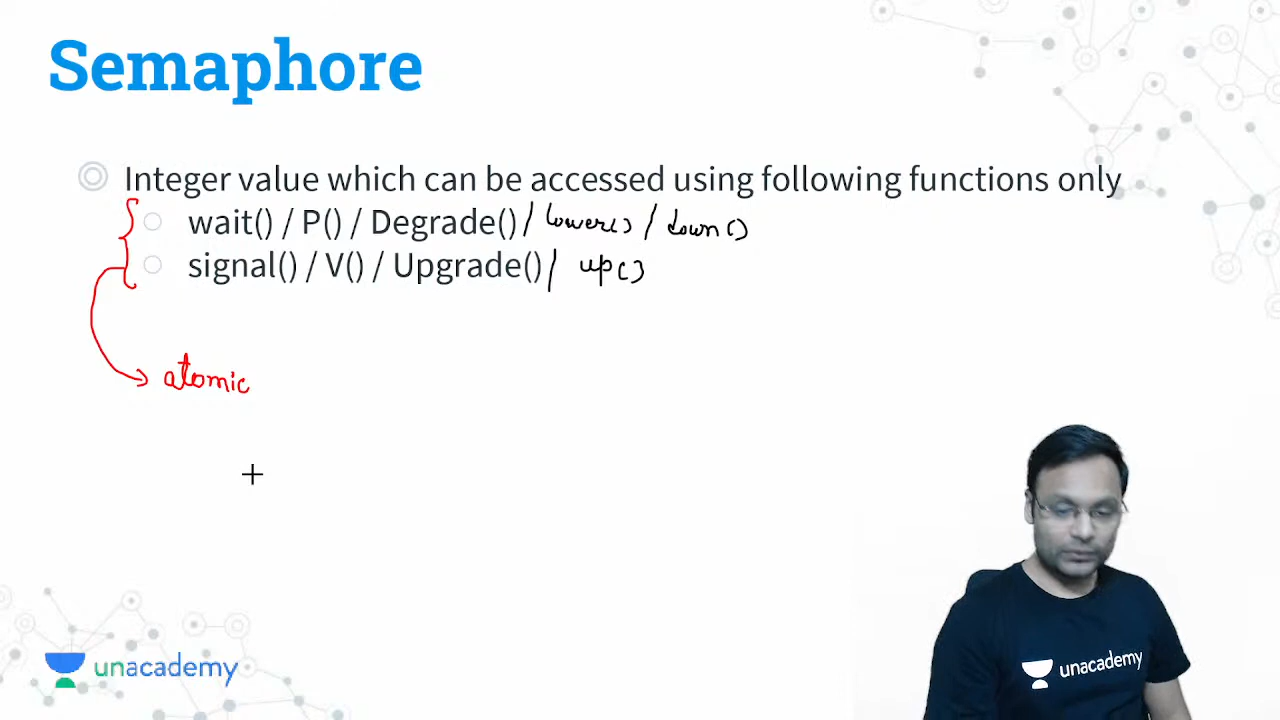 Semaphore
Integer value which can be accessed using following functions only
wait() / P() / Degrade() / Lower() / down()
signal() / V() / Upgrade() / up()
atomic
unacademy
unacademy